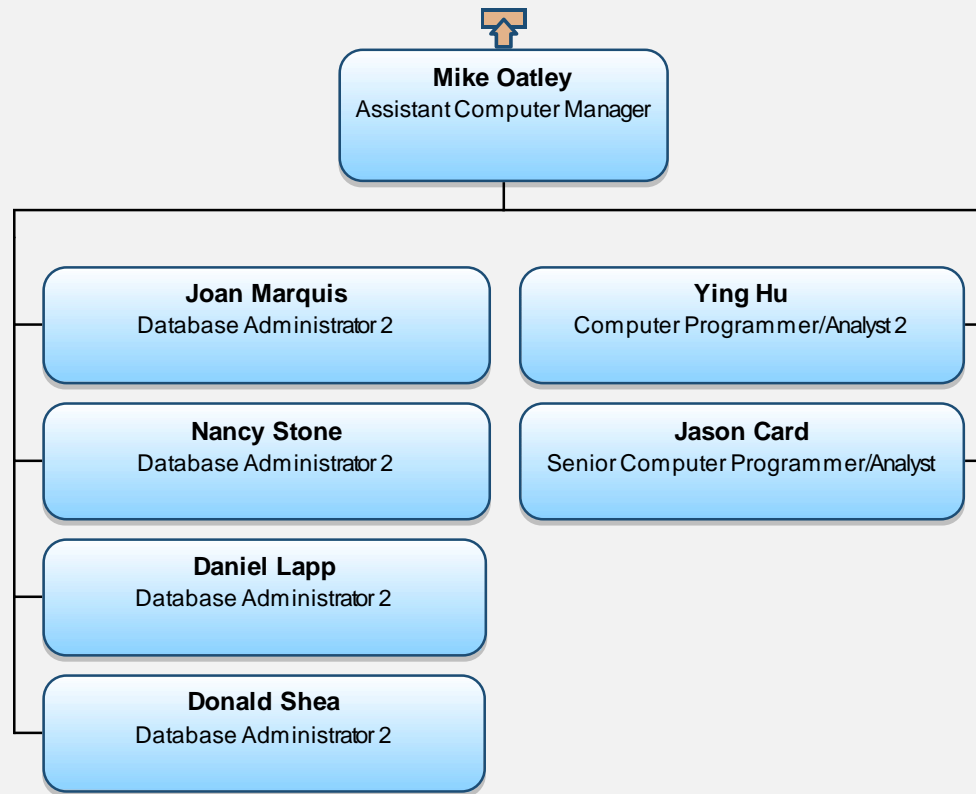 Mike Oatley
Assistant Computer Manager
Joan Marquis
Database Administrator 2
Ying Hu
Computer Programmer/Analyst 2
Nancy Stone
Database Administrator 2
Jason Card
Senior Computer Programmer/Analyst
Daniel Lapp
Database Administrator 2
Donald Shea
Database Administrator 2